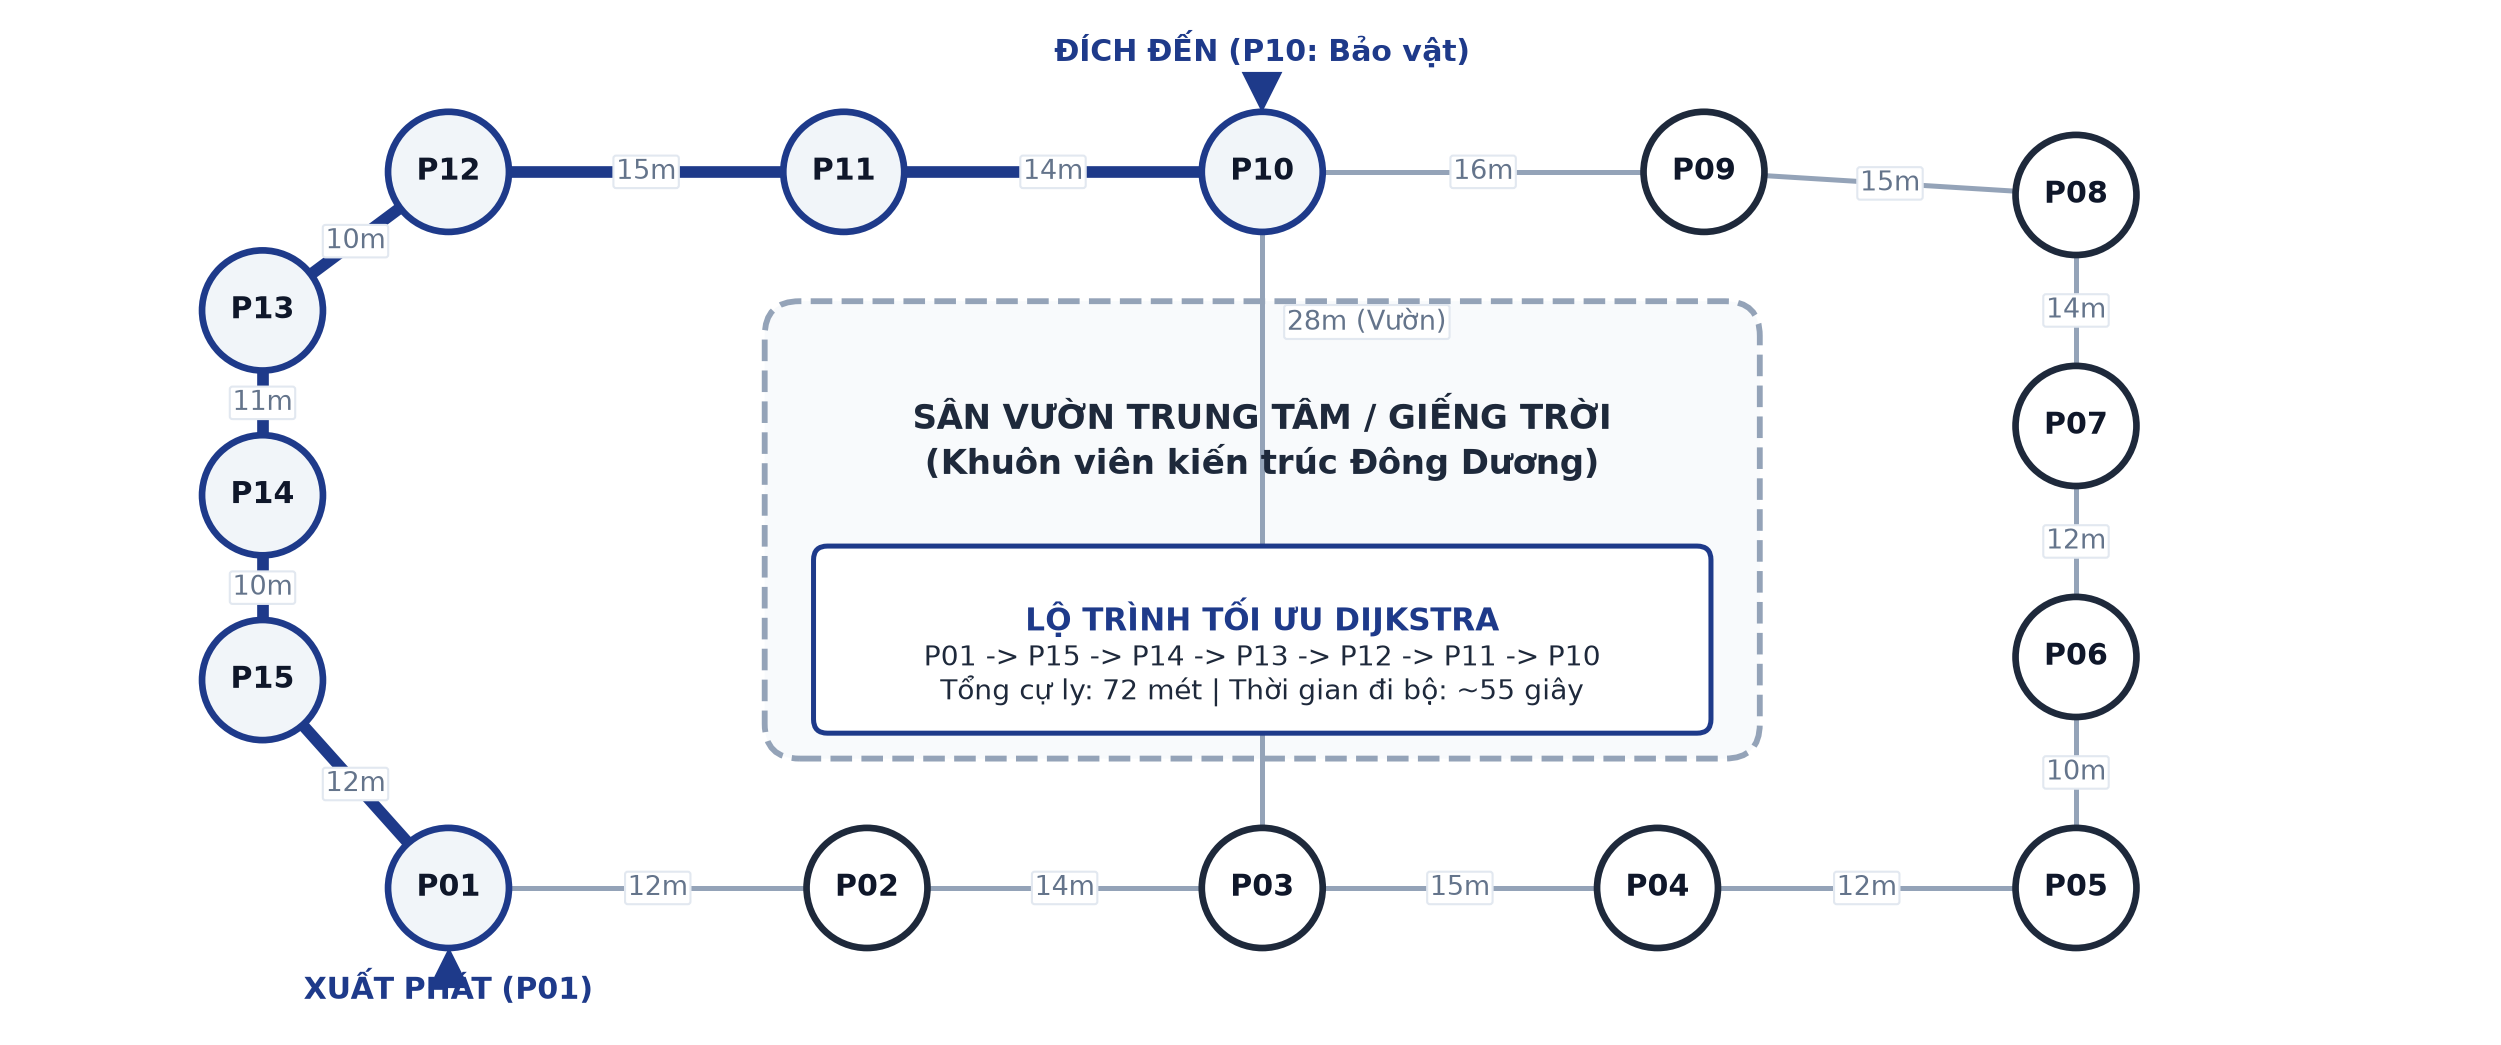 ĐÍCH ĐẾN (P10: Bảo vật)
P12
15m
P11
14m
P10
16m
P09
15m
P08
10m
P13
28m (Vườn)
14m
11m
SÂN VƯỜN TRUNG TÂM / GIẾNG TRỜI
P07
(Khuôn viên kiến trúc Đông Dương)
P14
12m
10m
LỘ TRÌNH TỐI ƯU DIJKSTRA
P01 -> P15 -> P14 -> P13 -> P12 -> P11 -> P10
P06
P15
Tổng cự ly: 72 mét | Thời gian đi bộ: ~55 giây
12m
10m
P01
12m
P02
14m
P03
15m
P04
12m
P05
XUẤT PHÁT (P01)